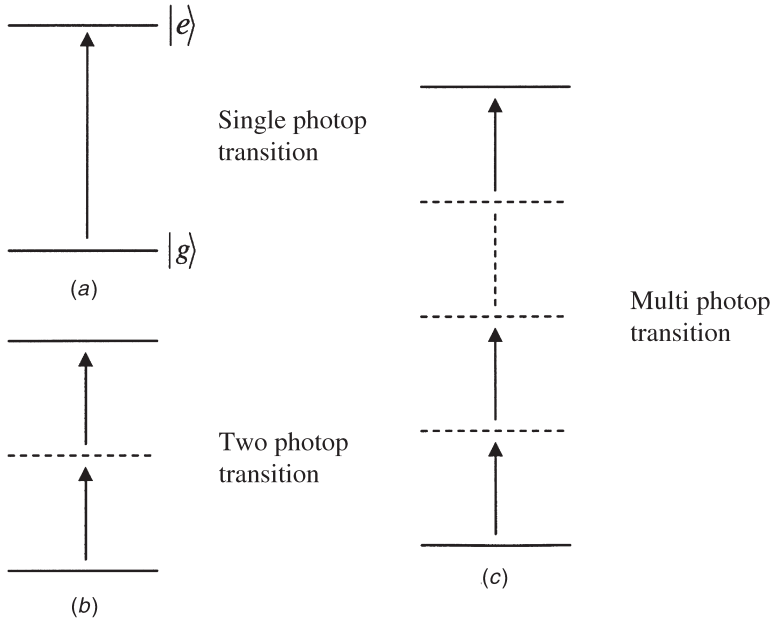 |e⟩
Single photop
transition
|g⟩
(a)
Two photop
transition
(b)
Multi photop
transition
(c)